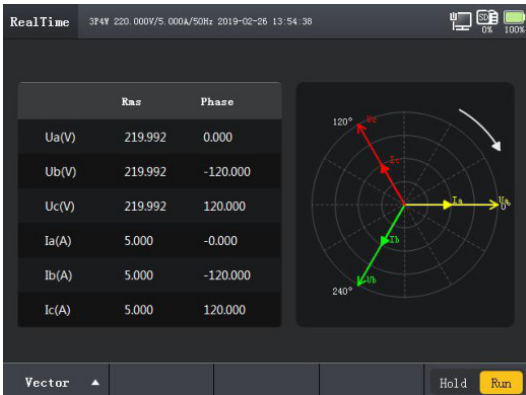 RealTime 3P4W 220.000V/5.000A/50Hz 2019-02-26 13:54:38 SD 0% 100%
Rms Phase
Ua(V) 219.992 0.000
Ub(V) 219.992 -120.000
Uc(V) 219.992 120.000
Ia(A) 5.000 -0.000
Ib(A) 5.000 -120.000
Ic(A) 5.000 120.000
120° Uc
Ic
Ia Ua
Ib
Ub
240°
Vector Hold Run